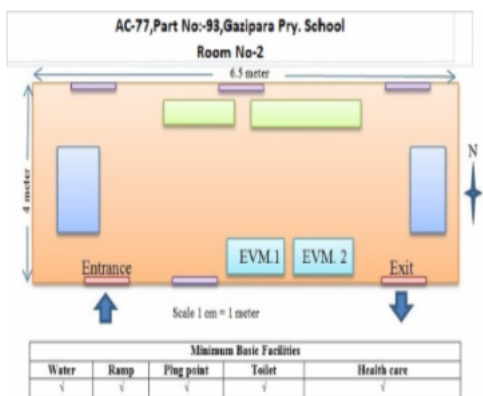 AC-77,Part No:-93,Gazipara Pry. School
Room No-2
6.5 meter
4 meter
N
EVM.1 EVM. 2
Entrance Exit
Scale 1 cm = 1 meter
Minimum Basic Facilities
Water Ramp Plug point Toilet Health care
√ √ √ √ √